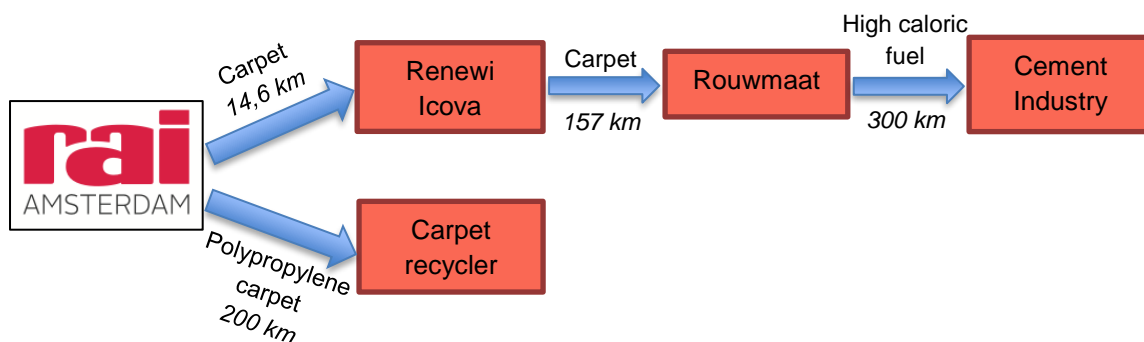 rai
AMSTERDAM
Carpet
14,6 km
Renewi
Icova
Carpet
157 km
Rouwmaat
High caloric
fuel
300 km
Cement
Industry
Polypropylene
carpet
200 km
Carpet
recycler